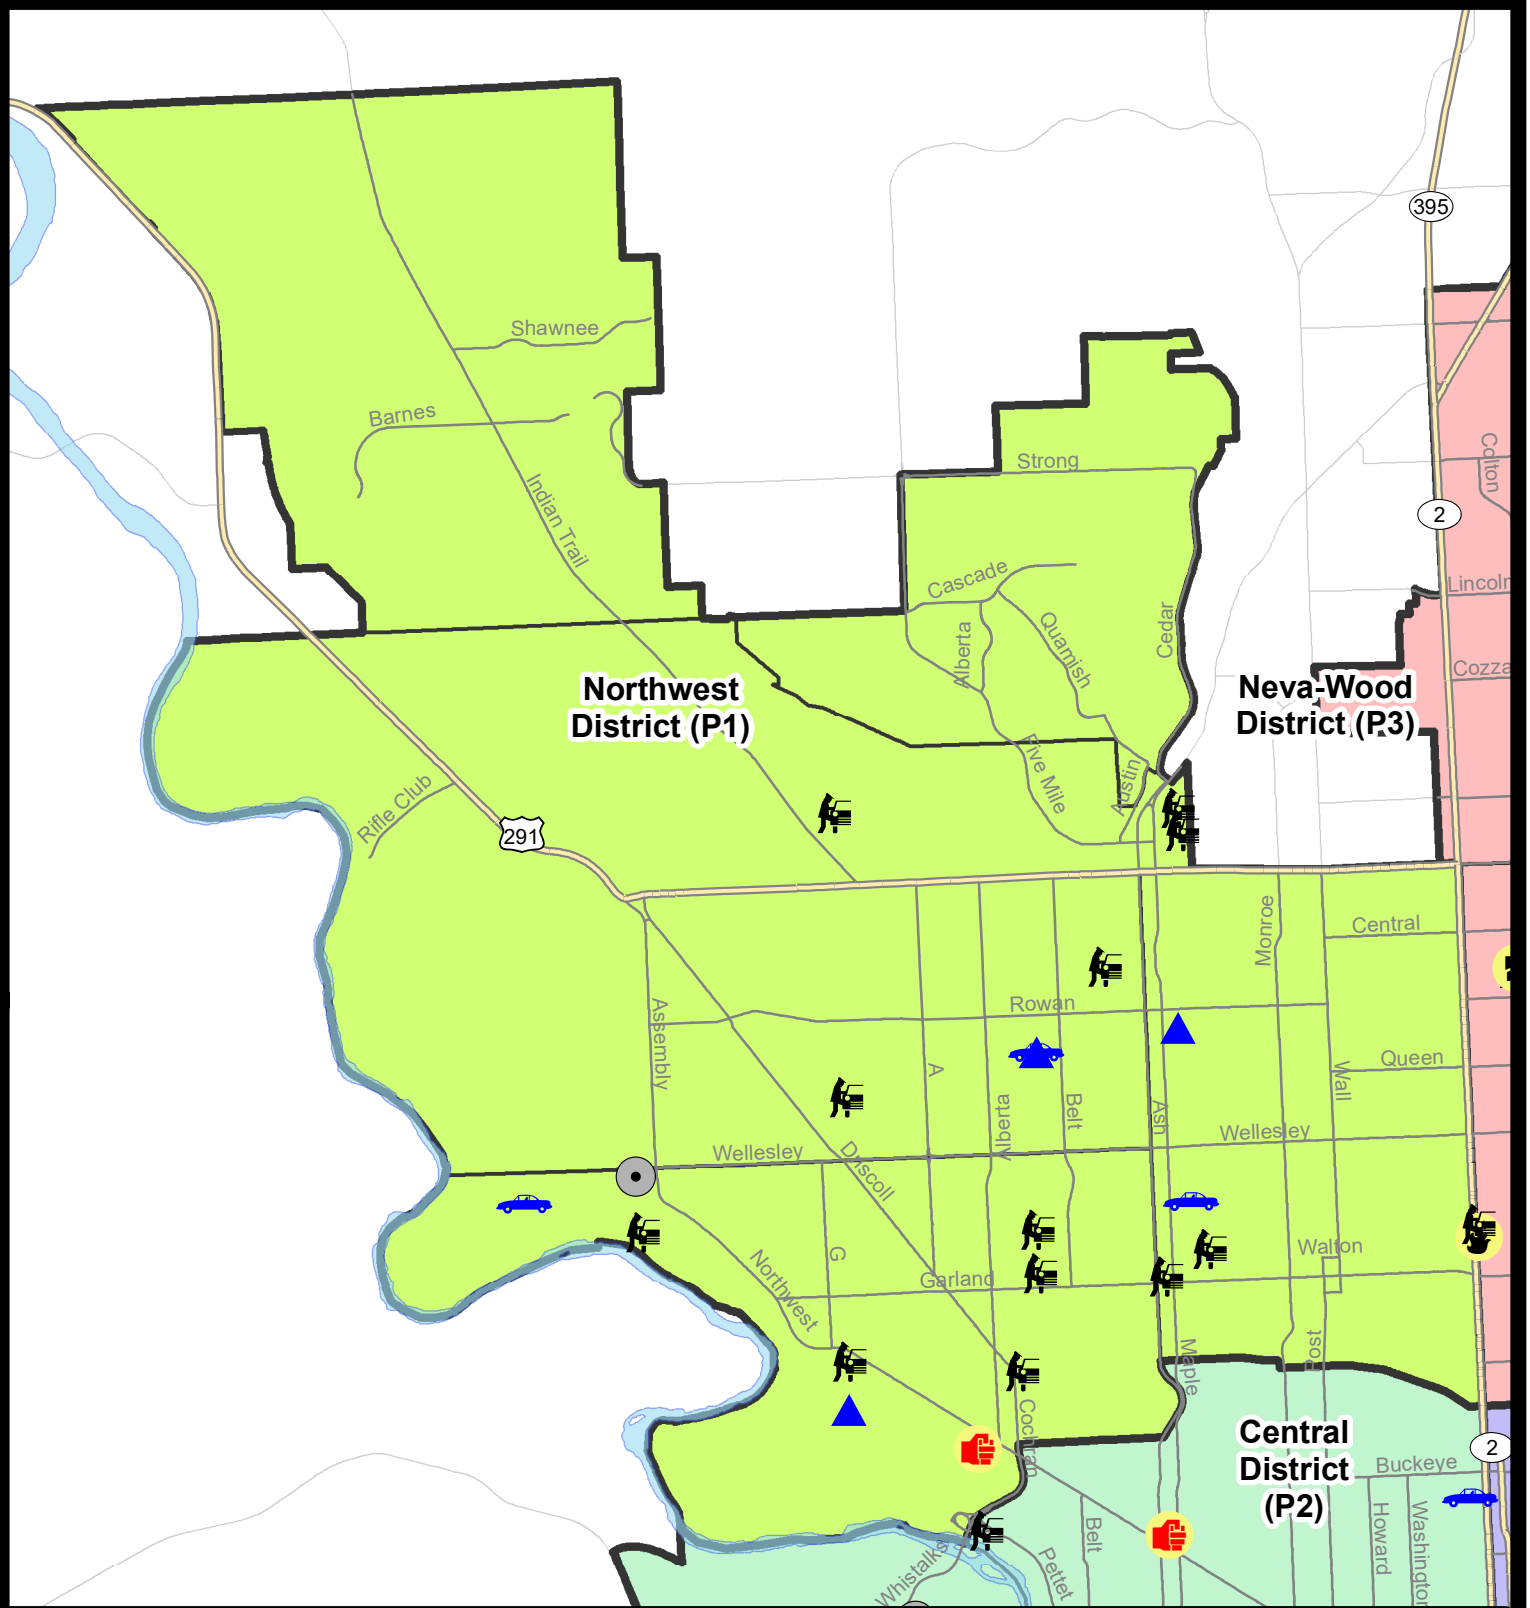 395
Shawnee
Barnes
Colton
Strong
Indian Trail
2
Cascade
Lincoln
Alberta
Quamish
Cedar
Cozza
Northwest
District (P1)
Neva-Wood
District (P3)
Five Mile
Austin
Rifle Club
291
Monroe
Central
Assembly
Rowan
A
Queen
Wall
Alberta
Belt
Ash
Wellesley
Wellesley
Driscoll
G
Northwest
Garland
Walton
Post
Maple
Cochran
Central
District
(P2)
2
Buckeye
Belt
Howard
Washington
Pettet
Whistalks